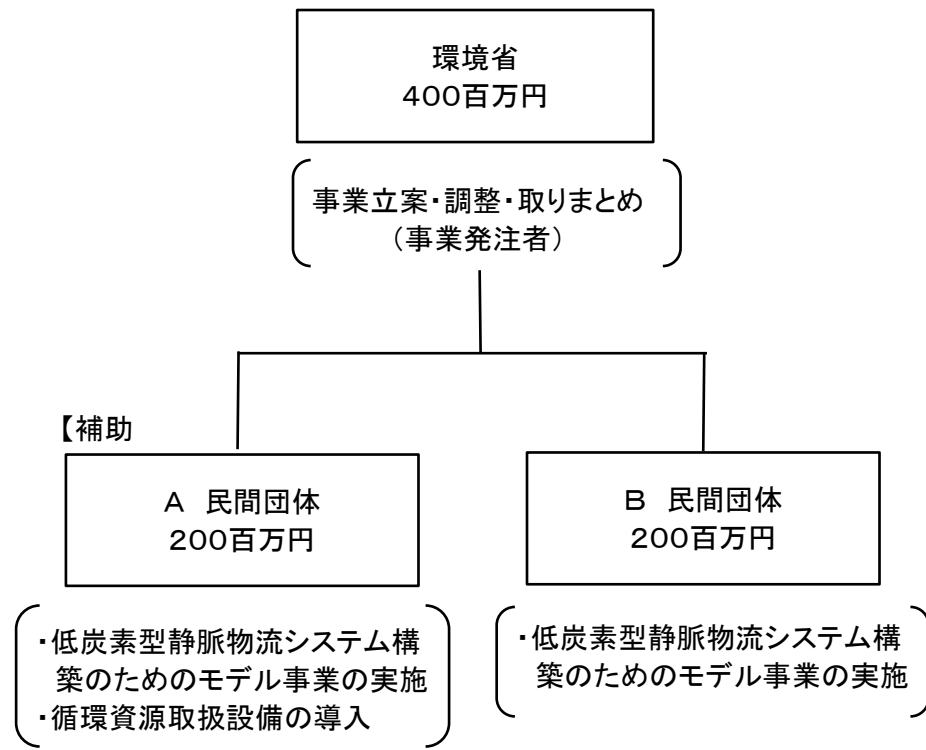 環境省
400百万円
事業立案・調整・取りまとめ
（事業発注者）
【補助
A　民間団体
200百万円
・低炭素型静脈物流システム構
築のためのモデル事業の実施
・循環資源取扱設備の導入
B　民間団体
200百万円
・低炭素型静脈物流システム構
築のためのモデル事業の実施